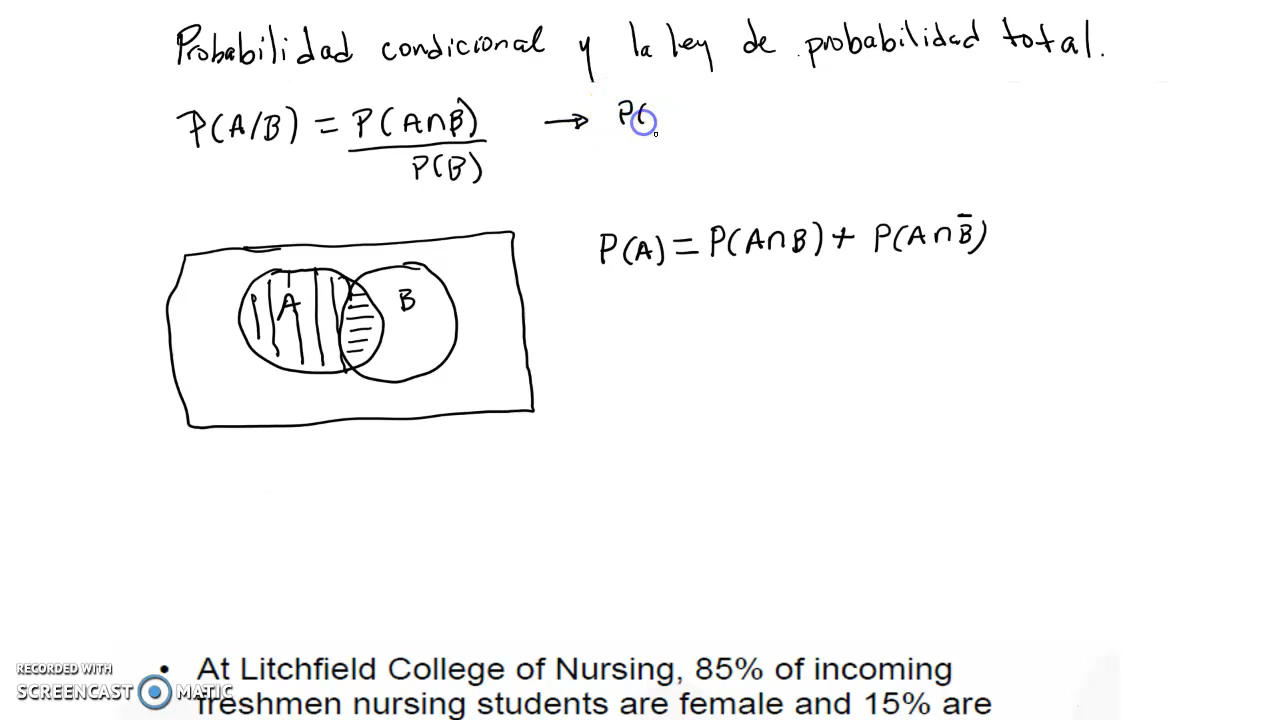 Probabilidad condicional y la ley de probabilidad total.
P(A/B) = P(A∩B) / P(B) → P(
P(A) = P(A∩B) + P(A∩B̄)
A B
• At Litchfield College of Nursing, 85% of incoming
freshmen nursing students are female and 15% are
RECORDED WITH
SCREENCAST MATIC